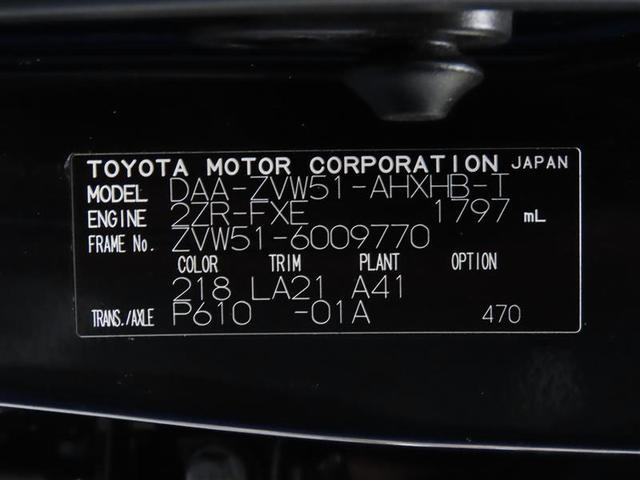 TOYOTA MOTOR CORPORATION JAPAN
MODEL DAA-ZVW51-AHXHB-T
ENGINE 2ZR-FXE 1797 mL
FRAME No. ZVW51-6009770
COLOR TRIM PLANT OPTION
218 LA21 A41
TRANS./AXLE P610 -01A 470